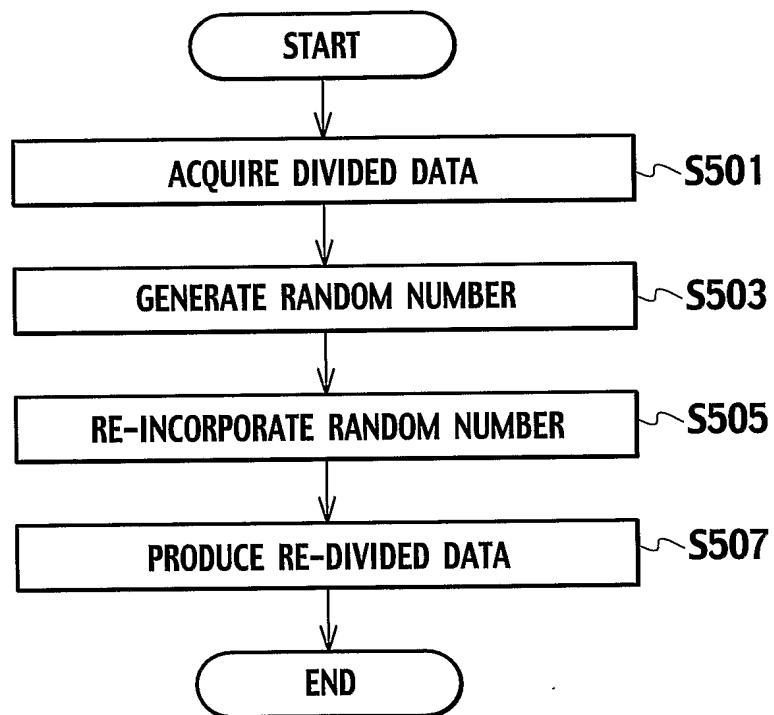 START
ACQUIRE DIVIDED DATA
S501
GENERATE RANDOM NUMBER
S503
RE-INCORPORATE RANDOM NUMBER
S505
PRODUCE RE-DIVIDED DATA
S507
END